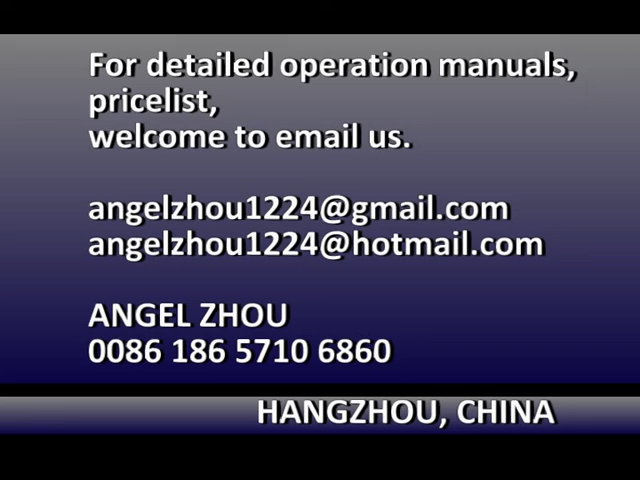 For detailed operation manuals,
pricelist,
welcome to email us.
angelzhou1224@gmail.com
angelzhou1224@hotmail.com
ANGEL ZHOU
0086 186 5710 6860
HANGZHOU, CHINA